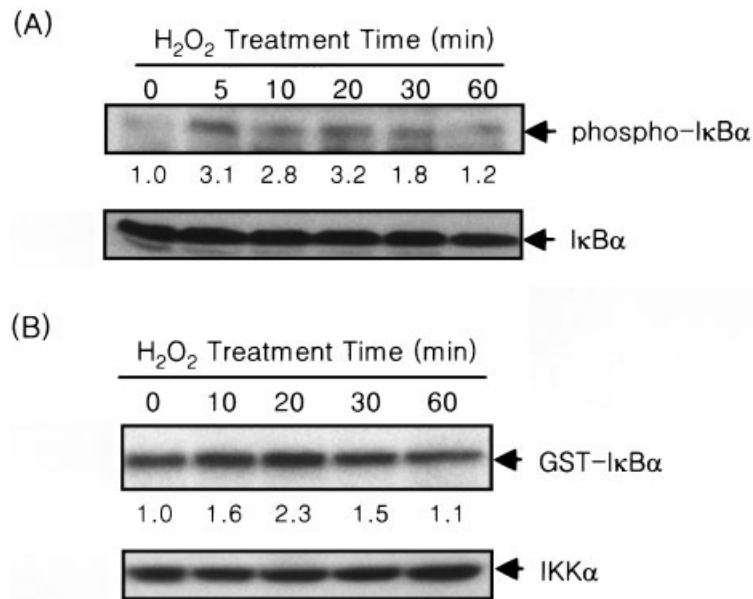 (A)
H₂O₂ Treatment Time (min)
0 5 10 20 30 60
phospho-IκBα
1.0 3.1 2.8 3.2 1.8 1.2
IκBα
(B)
H₂O₂ Treatment Time (min)
0 10 20 30 60
GST-IκBα
1.0 1.6 2.3 1.5 1.1
IKKα